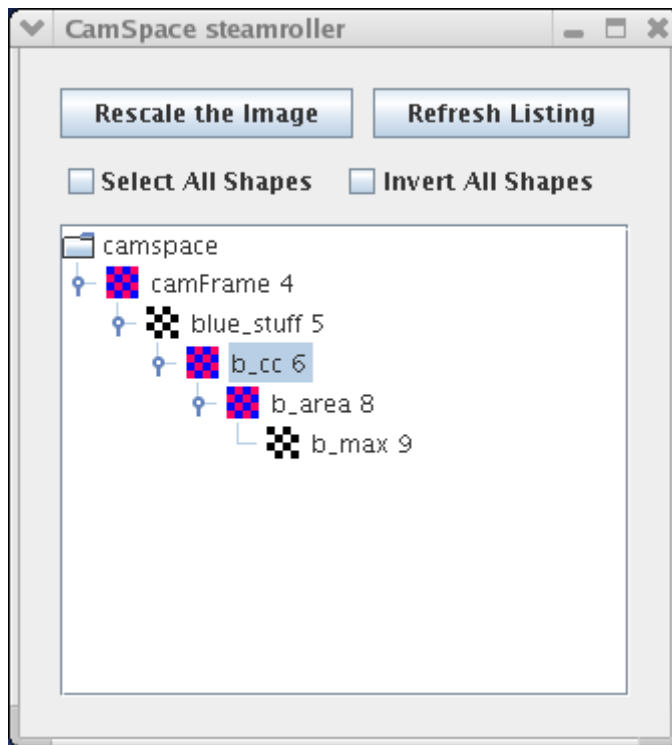 CamSpace steamroller
Rescale the Image Refresh Listing
Select All Shapes Invert All Shapes
camspace
camFrame 4
blue_stuff 5
b_cc 6
b_area 8
b_max 9